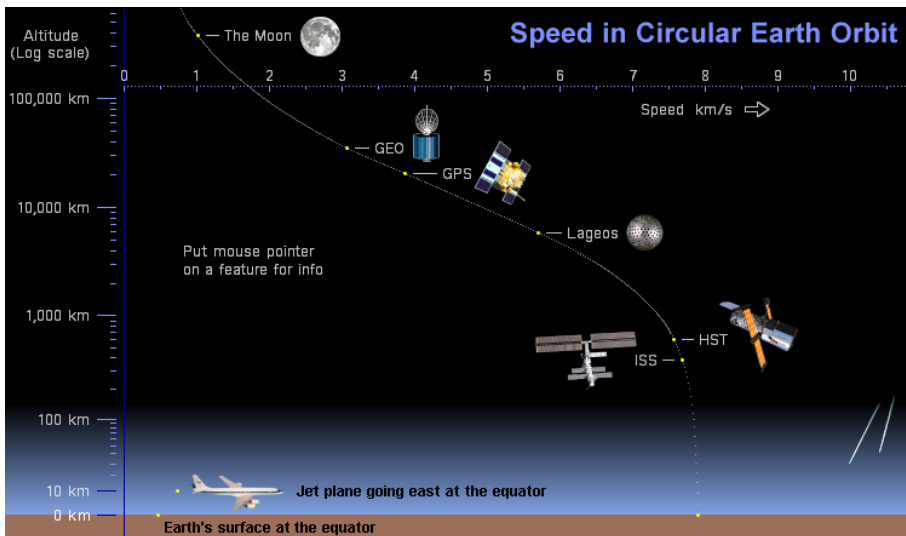 Speed in Circular Earth Orbit
Altitude
(Log scale)
The Moon
0 1 2 3 4 5 6 7 8 9 10
100,000 km
Speed km/s
GEO
GPS
10,000 km
Lageos
Put mouse pointer
on a feature for info
1,000 km
HST
ISS
100 km
10 km
Jet plane going east at the equator
0 km
Earth's surface at the equator